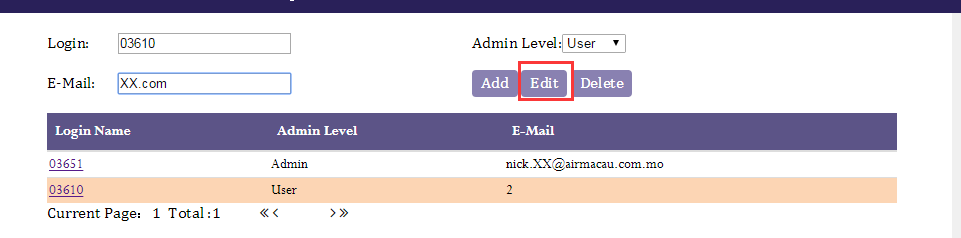 Login: 03610 Admin Level: User
E-Mail: XX.com Add Edit Delete
Login Name Admin Level E-Mail
03651 Admin nick.XX@airmacau.com.mo
03610 User 2
Current Page: 1 Total:1 << < > >>